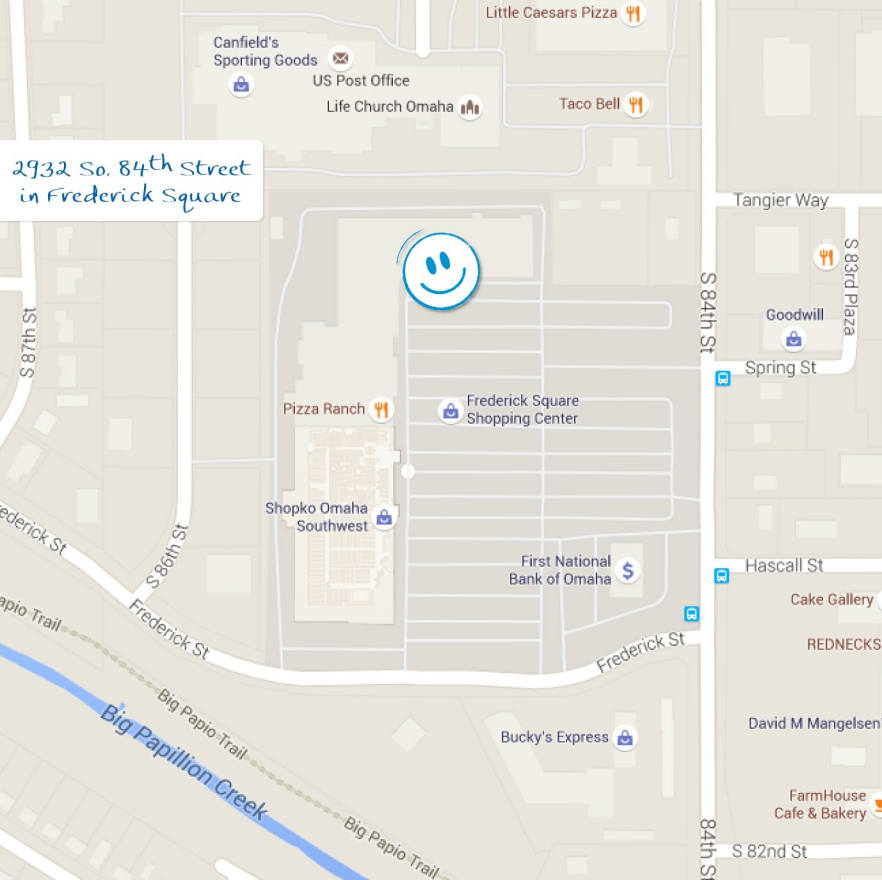 Little Caesars Pizza
Canfield's
Sporting Goods
US Post Office
Life Church Omaha
Taco Bell
2932 So. 84th Street
in Frederick Square
Tangier Way
S 87th St
S 84th St
S 83rd Plaza
Goodwill
Spring St
Pizza Ranch
Frederick Square
Shopping Center
Shopko Omaha
Southwest
First National
Bank of Omaha
$
Hascall St
ederick St
S 86th St
Cake Gallery
apio Trail
Frederick St
Frederick St
REDNECKS
Big Papio Trail
Big Papillion Creek
Bucky's Express
David M Mangelsen'
FarmHouse
Cafe & Bakery
Big Papio Trail
84th St
S 82nd St